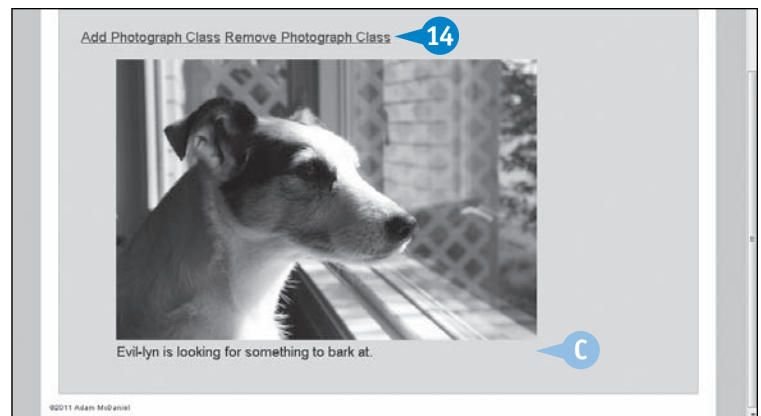 Add Photograph Class Remove Photograph Class 14
Evil-lyn is looking for something to bark at. C
©2011 Adam McDaniel